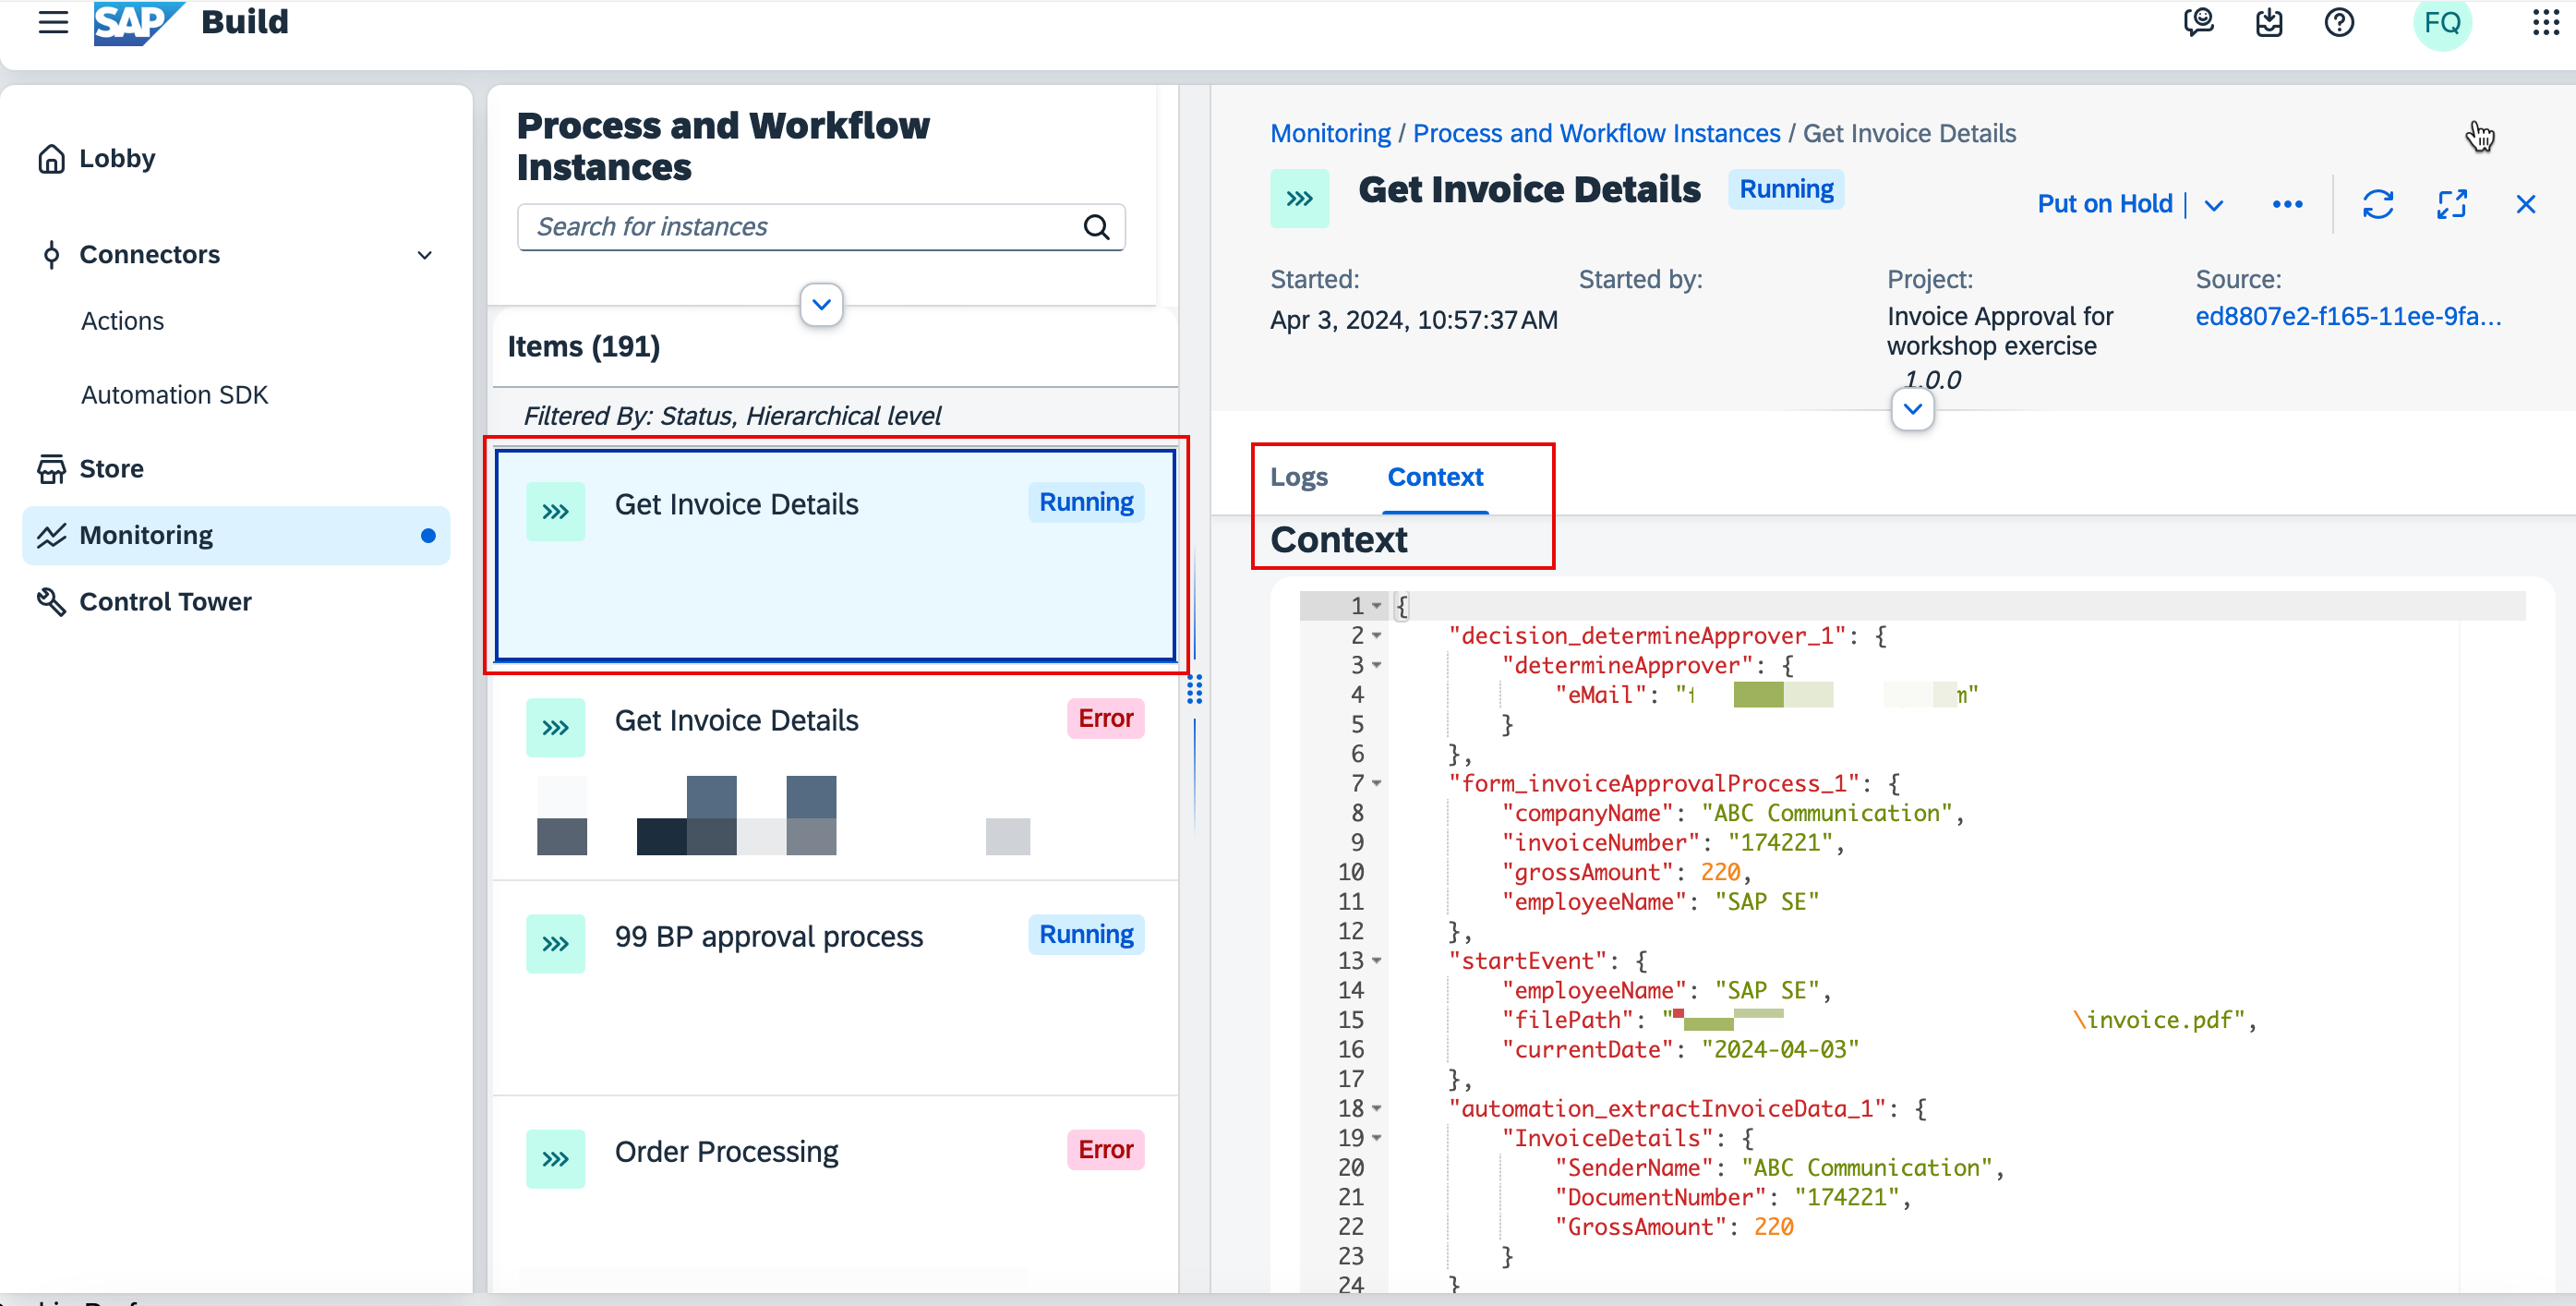 SAP Build
FQ
Lobby
Connectors
Actions
Automation SDK
Store
Monitoring
Control Tower
Process and Workflow
Instances
Search for instances
Items (191)
Filtered By: Status, Hierarchical level
Get Invoice Details Running
Get Invoice Details Error
99 BP approval process Running
Order Processing Error
Monitoring / Process and Workflow Instances / Get Invoice Details
Get Invoice Details Running
Put on Hold
Started: Started by: Project: Source:
Apr 3, 2024, 10:57:37 AM Invoice Approval for ed8807e2-f165-11ee-9fa...
workshop exercise
1.0.0
Logs Context
Context
1 {
2 "decision_determineApprover_1": {
3 "determineApprover": {
4 "eMail": " m"
5 }
6 },
7 "form_invoiceApprovalProcess_1": {
8 "companyName": "ABC Communication",
9 "invoiceNumber": "174221",
10 "grossAmount": 220,
11 "employeeName": "SAP SE"
12 },
13 "startEvent": {
14 "employeeName": "SAP SE",
15 "filePath": " \invoice.pdf",
16 "currentDate": "2024-04-03"
17 },
18 "automation_extractInvoiceData_1": {
19 "InvoiceDetails": {
20 "SenderName": "ABC Communication",
21 "DocumentNumber": "174221",
22 "GrossAmount": 220
23 }
24 }